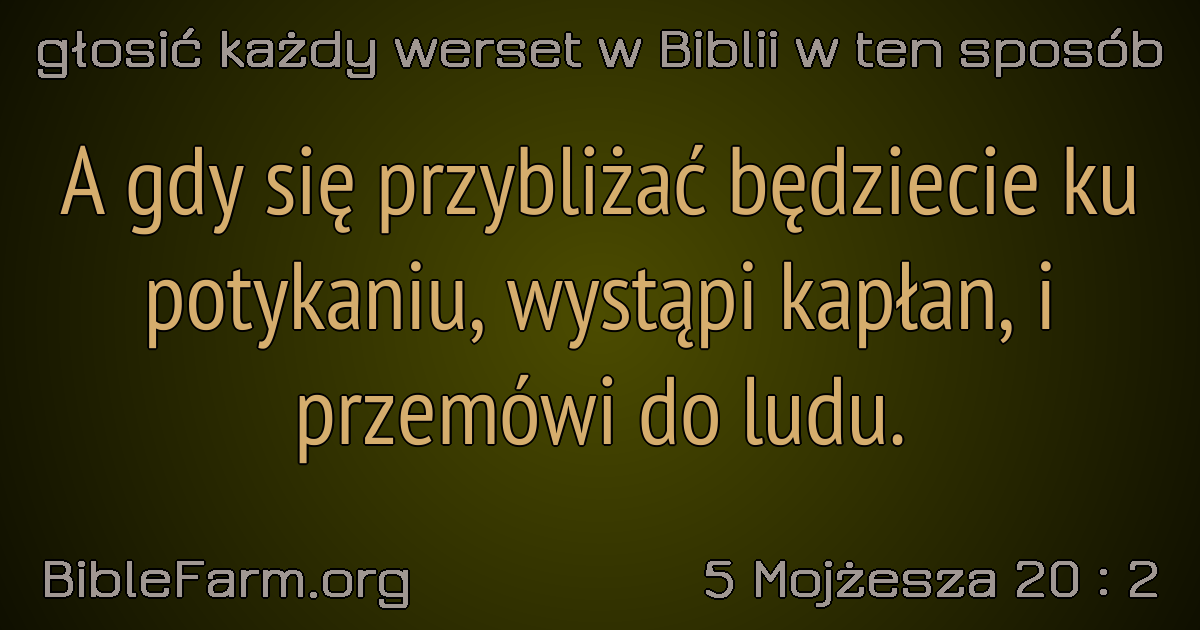 głosić każdy werset w Biblii w ten sposób
A gdy się przybliżać będziecie ku
potykaniu, wystąpi kapłan, i
przemówi do ludu.
BibleFarm.org
5 Mojżesza 20 : 2